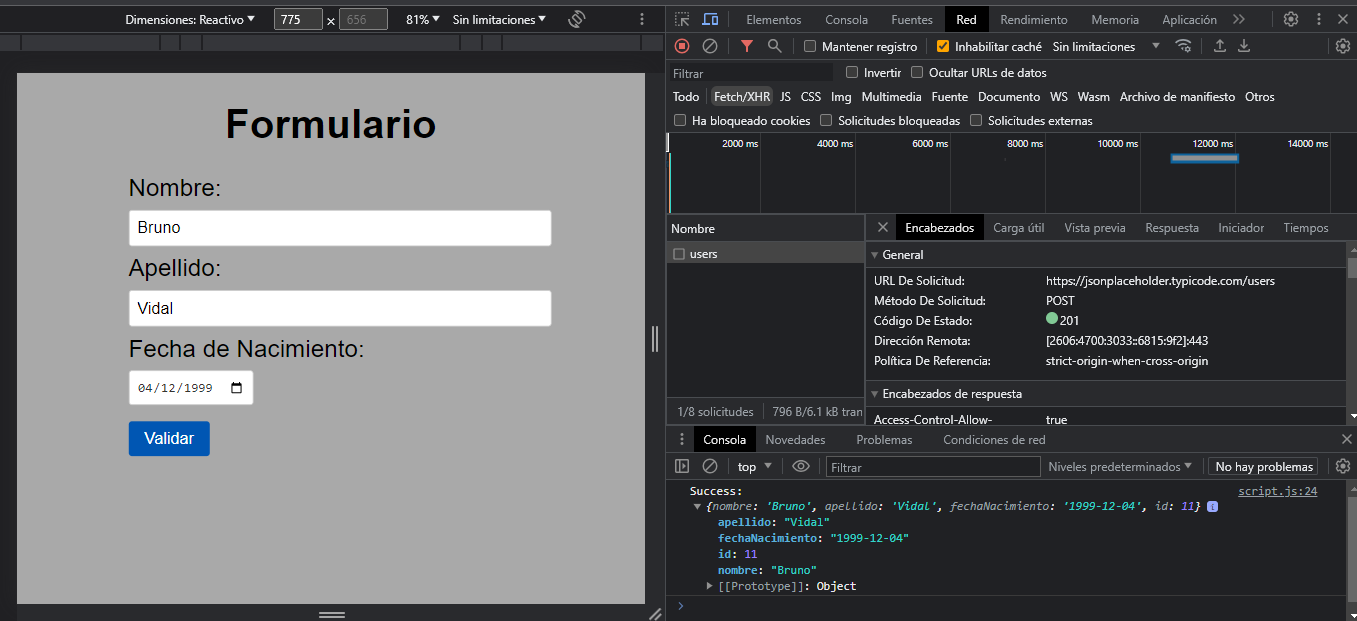 Dimensiones: Reactivo 775 × 656 81% Sin limitaciones
Formulario
Nombre:
Bruno
Apellido:
Vidal
Fecha de Nacimiento:
04/12/1999
Validar
Elementos Consola Fuentes Red Rendimiento Memoria Aplicación
Mantener registro Inhabilitar caché Sin limitaciones
Filtrar Invertir Ocultar URLs de datos
Todo Fetch/XHR JS CSS Img Multimedia Fuente Documento WS Wasm Archivo de manifiesto Otros
Ha bloqueado cookies Solicitudes bloqueadas Solicitudes externas
2000 ms 4000 ms 6000 ms 8000 ms 10000 ms 12000 ms 14000 ms
Nombre
users
1/8 solicitudes 796 B/6.1 kB tran
Encabezados Carga útil Vista previa Respuesta Iniciador Tiempos
General
URL De Solicitud: https://jsonplaceholder.typicode.com/users
Método De Solicitud: POST
Código De Estado: 201
Dirección Remota: [2606:4700:3033::6815:9f2]:443
Política De Referencia: strict-origin-when-cross-origin
Encabezados de respuesta
Access-Control-Allow- true
Consola Novedades Problemas Condiciones de red
top Filtrar Niveles predeterminados No hay problemas
Success: script.js:24
{nombre: 'Bruno', apellido: 'Vidal', fechaNacimiento: '1999-12-04', id: 11}
apellido: "Vidal"
fechaNacimiento: "1999-12-04"
id: 11
nombre: "Bruno"
[[Prototype]]: Object